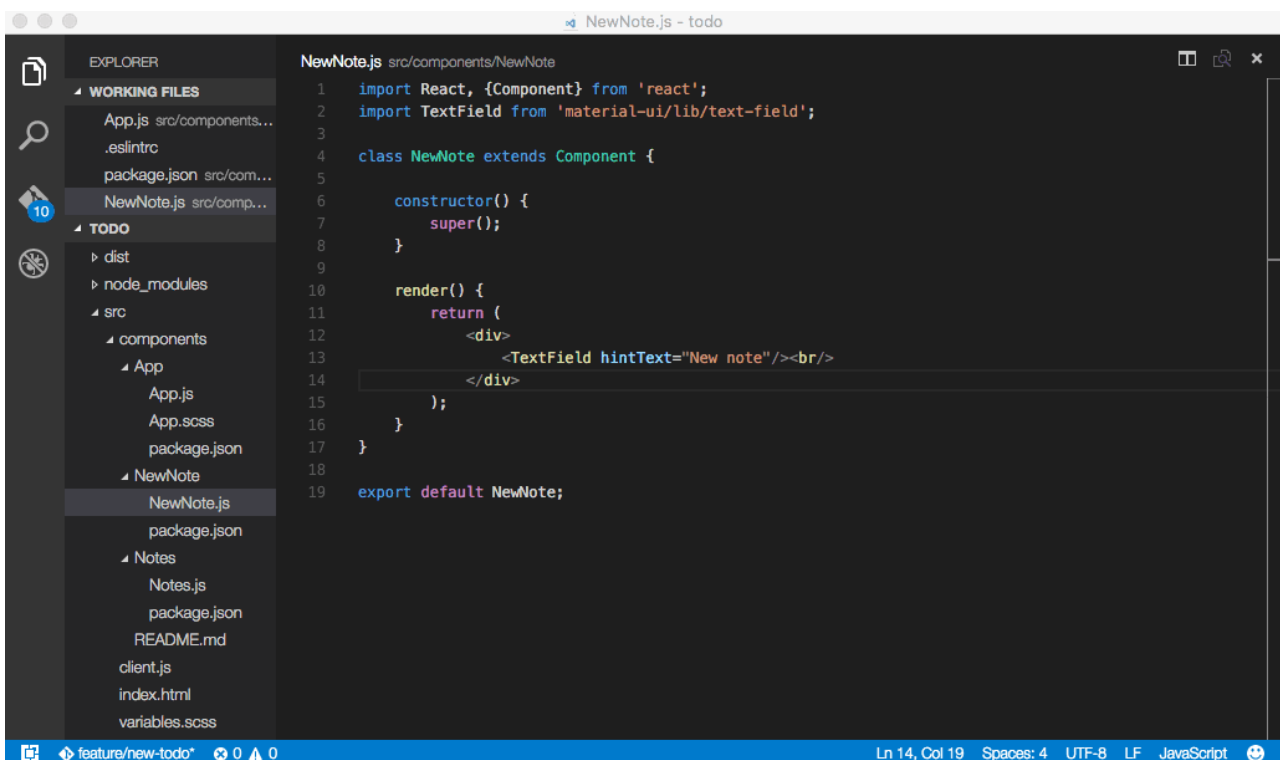 NewNote.js - todo
EXPLORER
WORKING FILES
App.js src/components...
.eslintrc
package.json src/com...
NewNote.js src/comp...
10
TODO
dist
node_modules
src
components
App
App.js
App.scss
package.json
NewNote
NewNote.js
package.json
Notes
Notes.js
package.json
README.md
client.js
index.html
variables.scss
NewNote.js src/components/NewNote
1 import React, {Component} from 'react';
2 import TextField from 'material-ui/lib/text-field';
3
4 class NewNote extends Component {
5
6     constructor() {
7         super();
8     }
9
10     render() {
11         return (
12             <div>
13                 <TextField hintText="New note"/><br/>
14             </div>
15         );
16     }
17 }
18
19 export default NewNote;
feature/new-todo* 0 0 Ln 14, Col 19 Spaces: 4 UTF-8 LF JavaScript